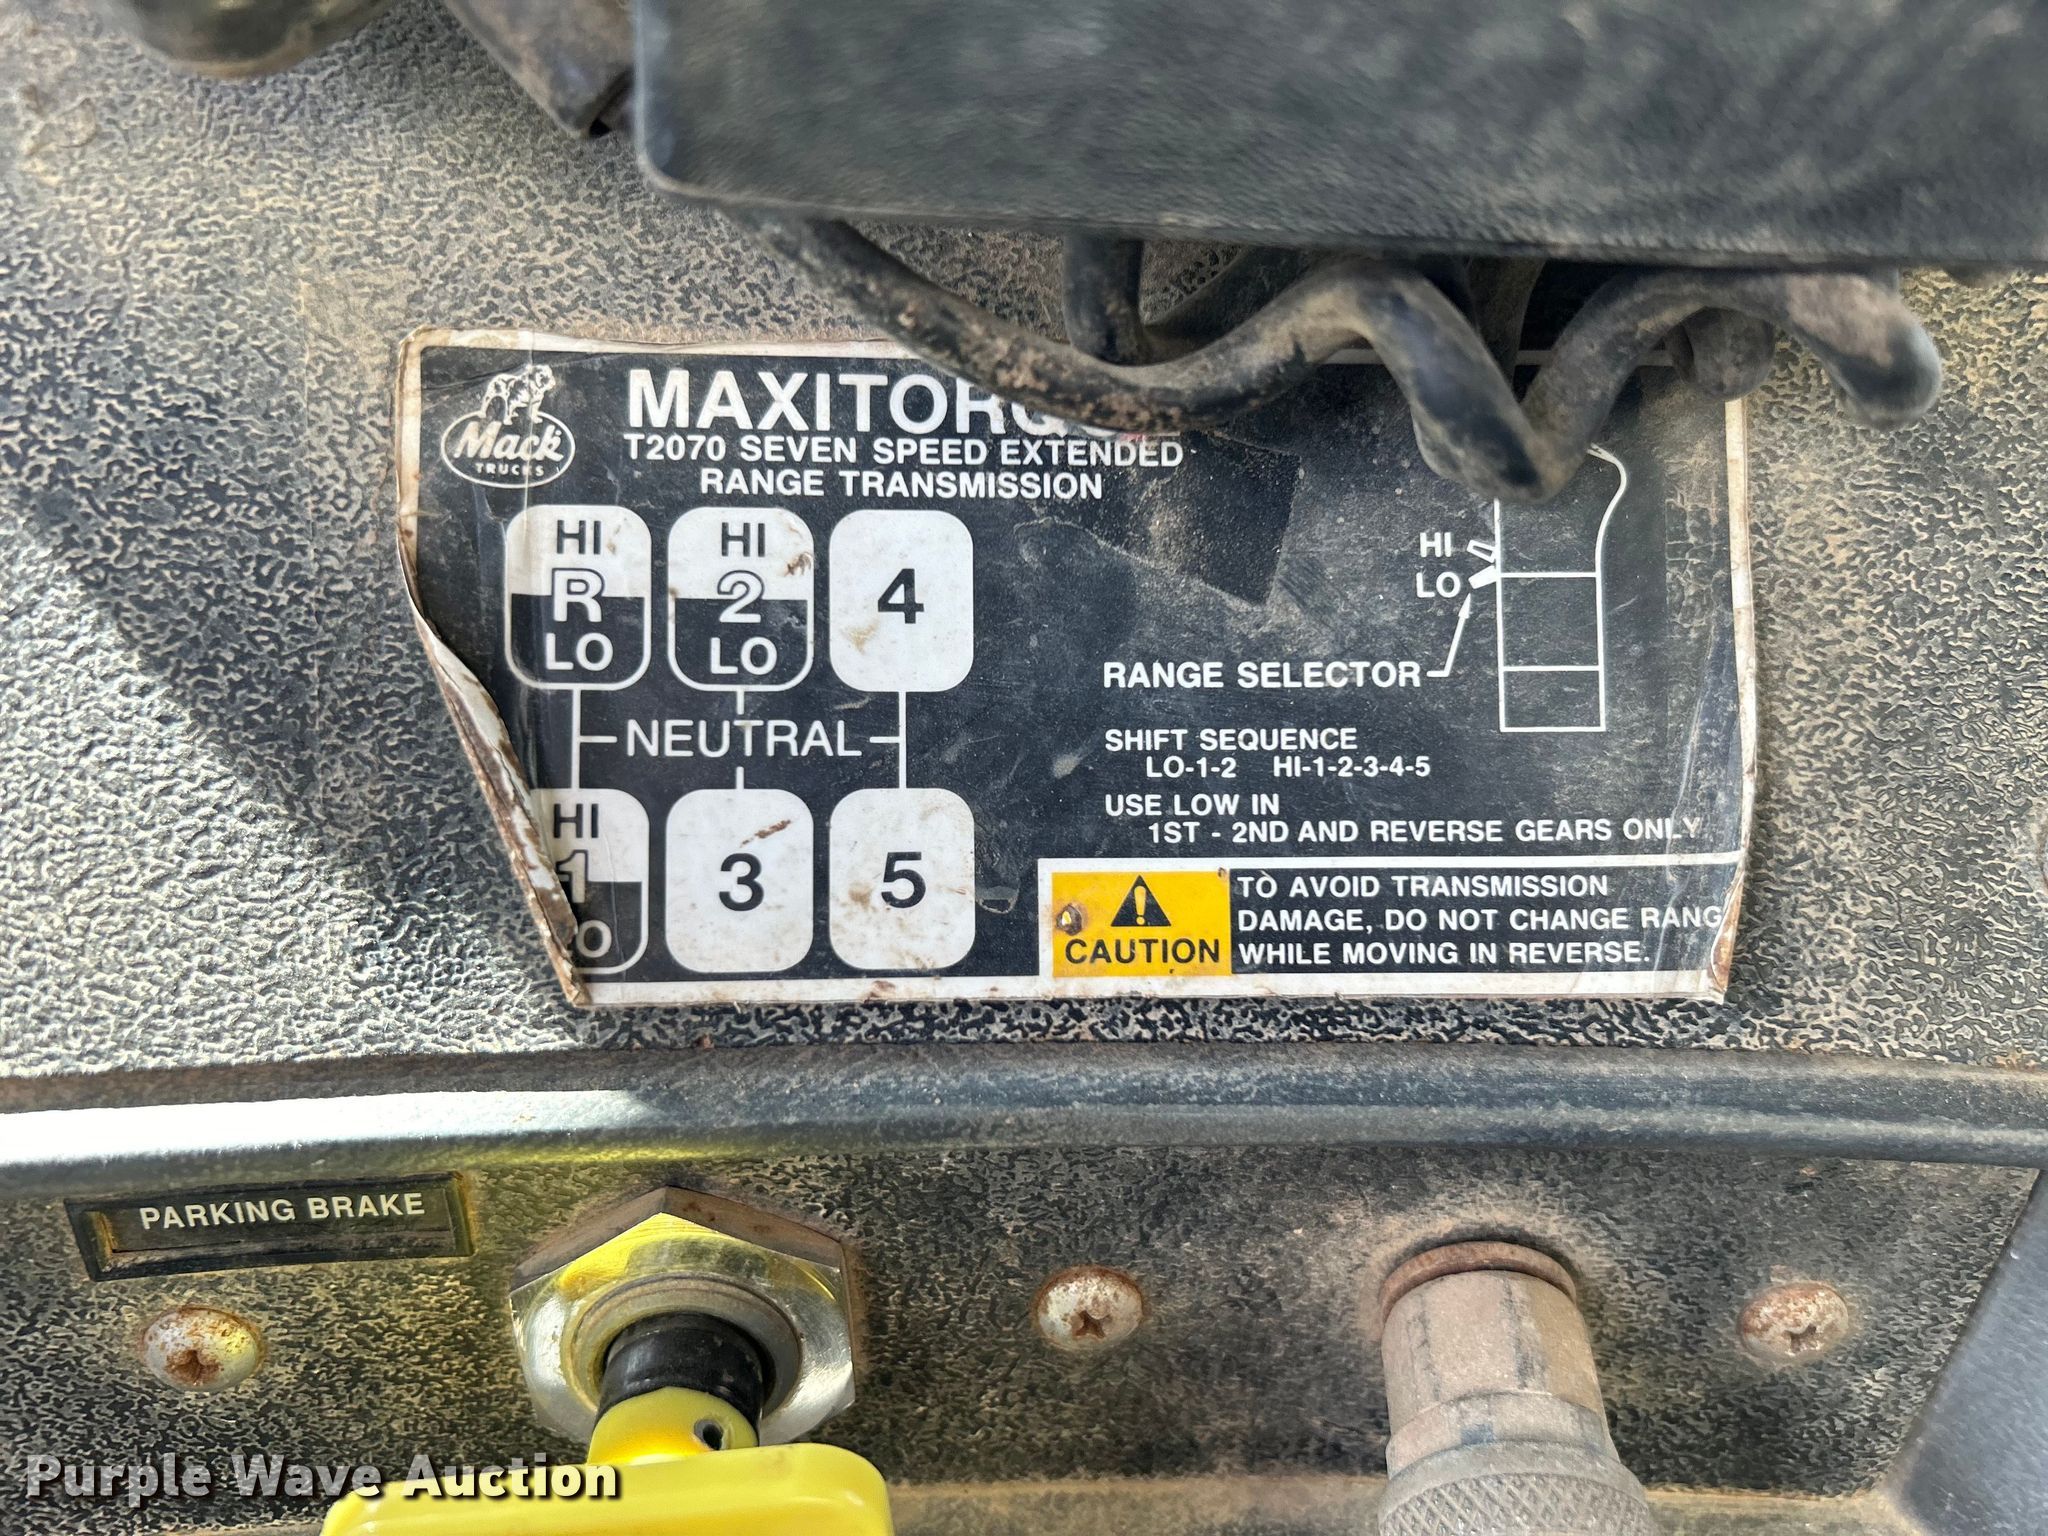 Mack
TRUCKS
MAXITORQUE
T2070 SEVEN SPEED EXTENDED
RANGE TRANSMISSION
HI HI
R 2 4
LO LO
NEUTRAL
HI
1 3 5
LO
HI
LO
RANGE SELECTOR
SHIFT SEQUENCE
LO-1-2 HI-1-2-3-4-5
USE LOW IN
1ST - 2ND AND REVERSE GEARS ONLY
CAUTION
TO AVOID TRANSMISSION
DAMAGE, DO NOT CHANGE RANG
WHILE MOVING IN REVERSE.
PARKING BRAKE
Purple Wave Auction